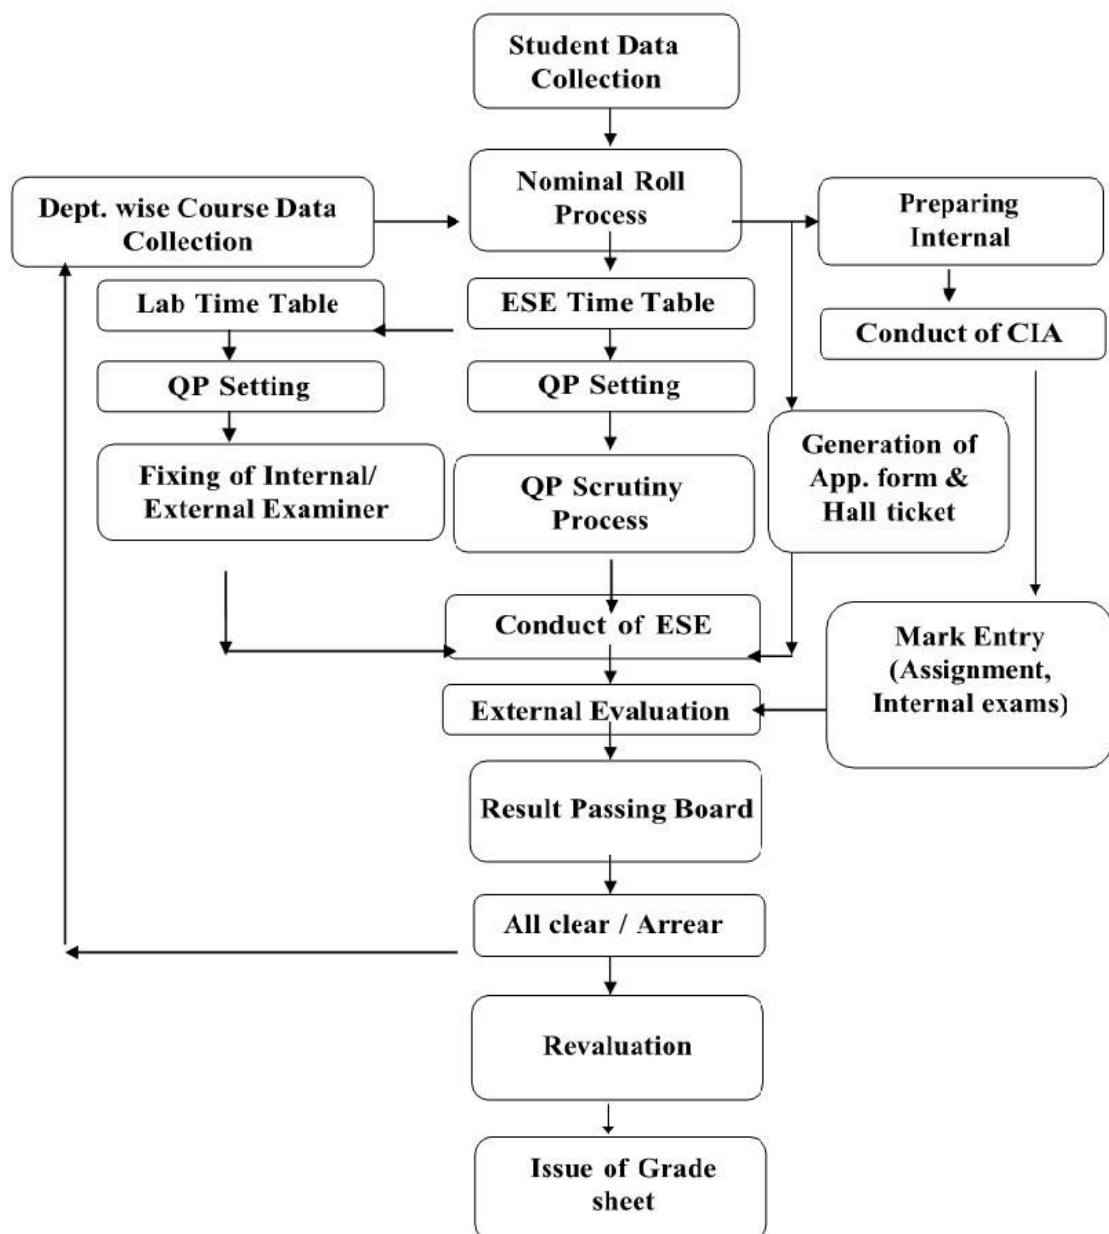 Student Data
Collection
Nominal Roll
Process
Dept. wise Course Data
Collection
Preparing
Internal
Lab Time Table
ESE Time Table
Conduct of CIA
QP Setting
QP Setting
Generation of
App. form &
Hall ticket
Fixing of Internal/
External Examiner
QP Scrutiny
Process
Conduct of ESE
Mark Entry
(Assignment,
Internal exams)
External Evaluation
Result Passing Board
All clear / Arrear
Revaluation
Issue of Grade
sheet